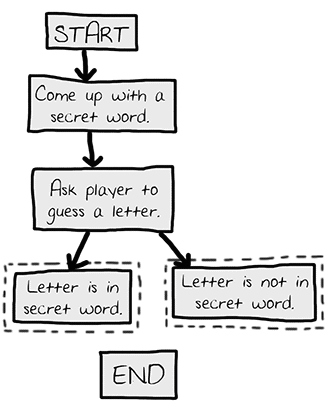 START
Come up with a
secret word.
Ask player to
guess a letter.
Letter is in
secret word.
Letter is not in
secret word.
END